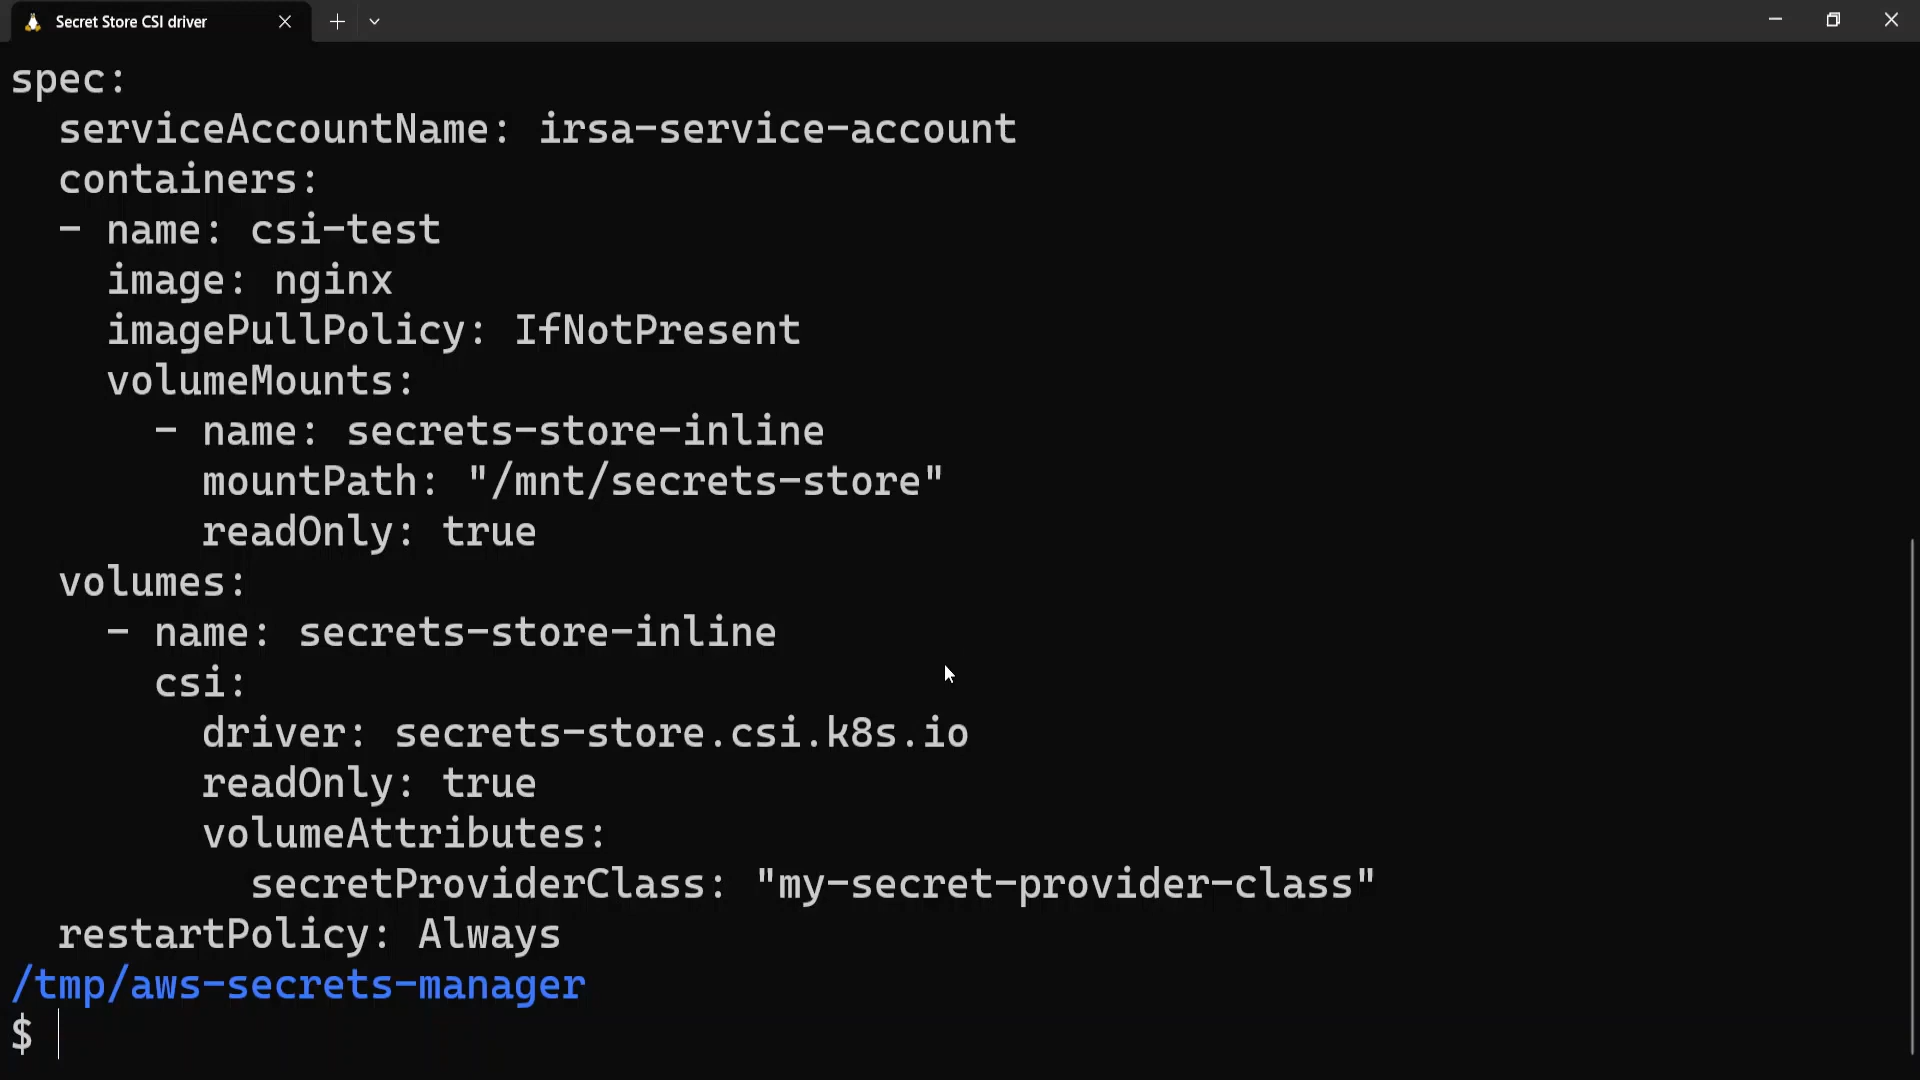 Secret Store CSI driver
spec:
  serviceAccountName: irsa-service-account
  containers:
  - name: csi-test
    image: nginx
    imagePullPolicy: IfNotPresent
    volumeMounts:
      - name: secrets-store-inline
        mountPath: "/mnt/secrets-store"
        readOnly: true
  volumes:
    - name: secrets-store-inline
      csi:
        driver: secrets-store.csi.k8s.io
        readOnly: true
        volumeAttributes:
          secretProviderClass: "my-secret-provider-class"
  restartPolicy: Always
/tmp/aws-secrets-manager
$